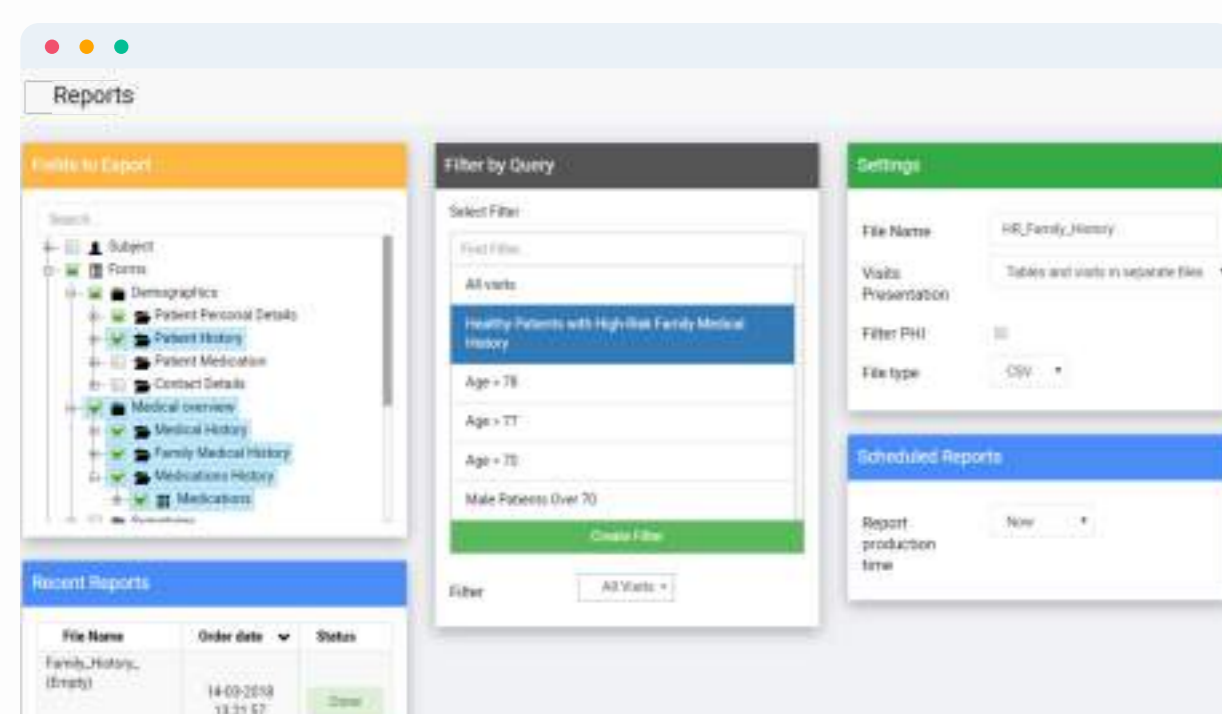 Reports
Fields to Export
Search
Subject
Forms
Demographics
Patient Personal Details
Patient History
Patient Medication
Contact Details
Medical overview
Medical History
Family Medical History
Medications History
Medications
Recent Reports
File Name Order date Status
Family_History_
(Empty)
14-03-2018
13:21:57
Done
Filter by Query
Select Filter
Find Filter
All visits
Healthy Patients with High-Risk Family Medical
History
Age > 77
Age > 70
Male Patients Over 70
Create Filter
Filter All Visits
Settings
File Name HR_Family_History
Visits
Presentation
Tables and visits in separate files
Filter PHI
File type CSV
Scheduled Reports
Report
production
time
Now